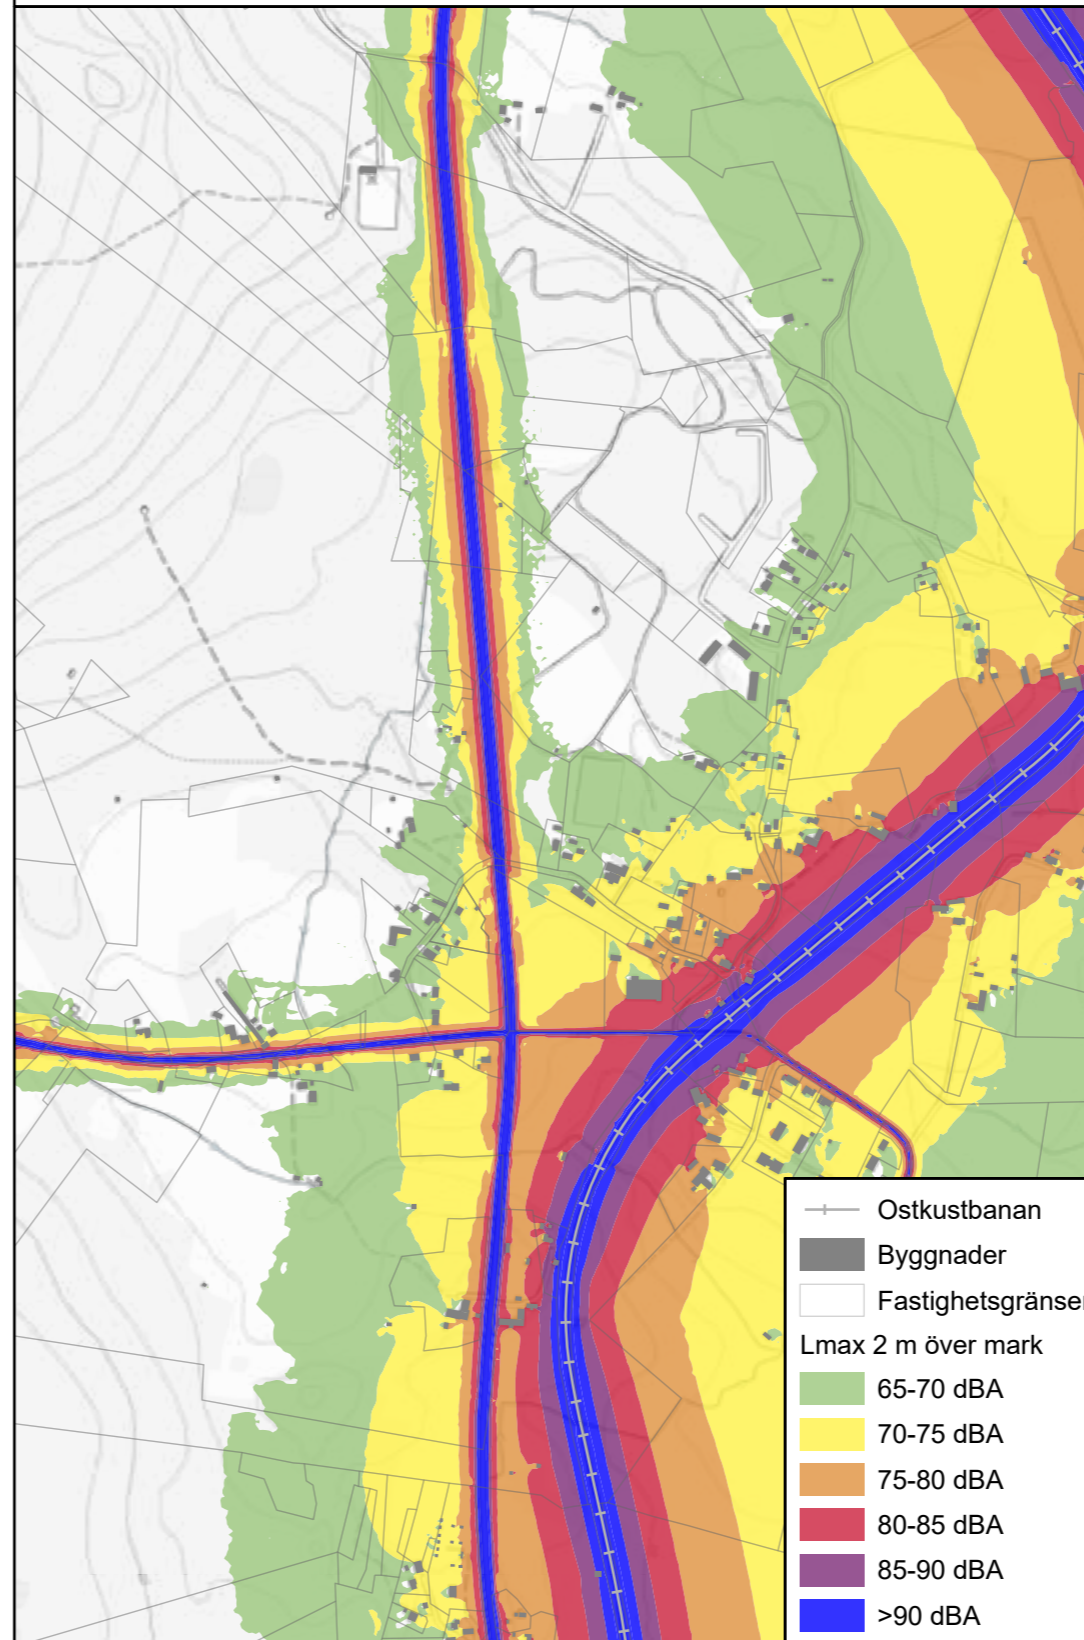 Ostkustbanan
Byggnader
Fastighetsgränser
Lmax 2 m över mark
65-70 dBA
70-75 dBA
75-80 dBA
80-85 dBA
85-90 dBA
>90 dBA